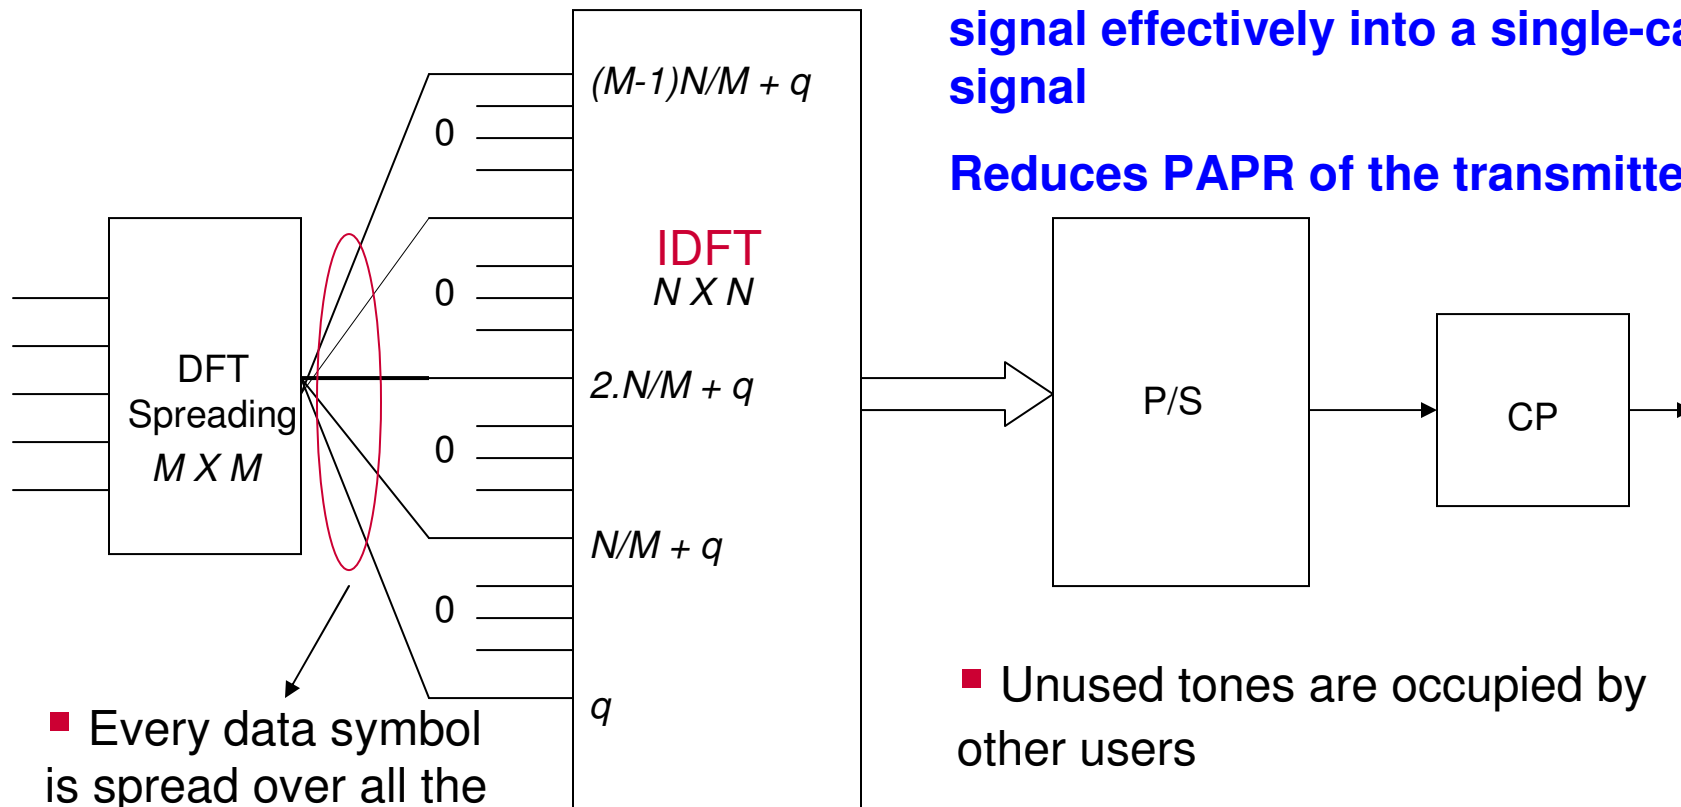 signal effectively into a single-ca
signal
Reduces PAPR of the transmitte
(M-1)N/M + q
0
IDFT
N X N
0
DFT
Spreading
M X M
2.N/M + q
P/S
CP
0
N/M + q
0
q
■ Every data symbol
is spread over all the
■ Unused tones are occupied by
other users